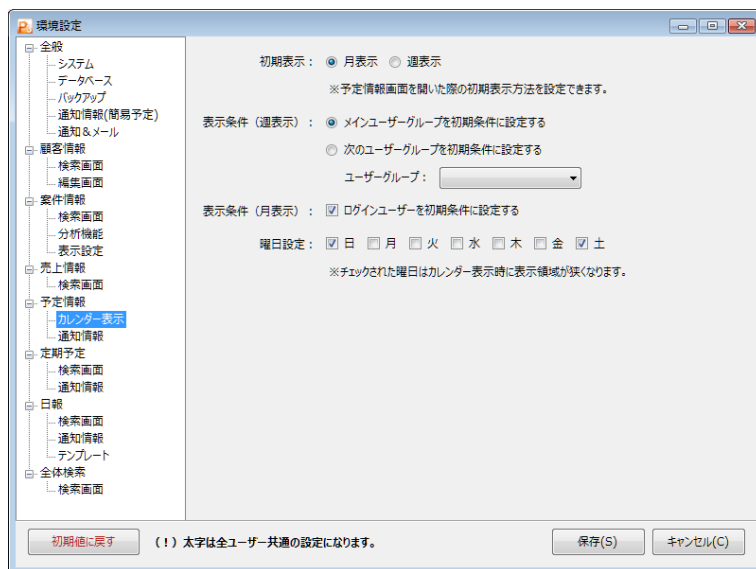 環境設定
全般
システム
データベース
バックアップ
通知情報(簡易予定)
通知＆メール
顧客情報
検索画面
編集画面
案件情報
検索画面
分析機能
表示設定
売上情報
検索画面
予定情報
カレンダー表示
通知情報
定期予定
検索画面
通知情報
日報
検索画面
通知情報
テンプレート
全体検索
検索画面
初期表示： 月表示 週表示
※予定情報画面を開いた際の初期表示方法を設定できます。
表示条件（週表示）： メインユーザーグループを初期条件に設定する
次のユーザーグループを初期条件に設定する
ユーザーグループ：
表示条件（月表示）： ログインユーザーを初期条件に設定する
曜日設定： 日 月 火 水 木 金 土
※チェックされた曜日はカレンダー表示時に表示領域が狭くなります。
初期値に戻す （！）太字は全ユーザー共通の設定になります。 保存(S) キャンセル(C)